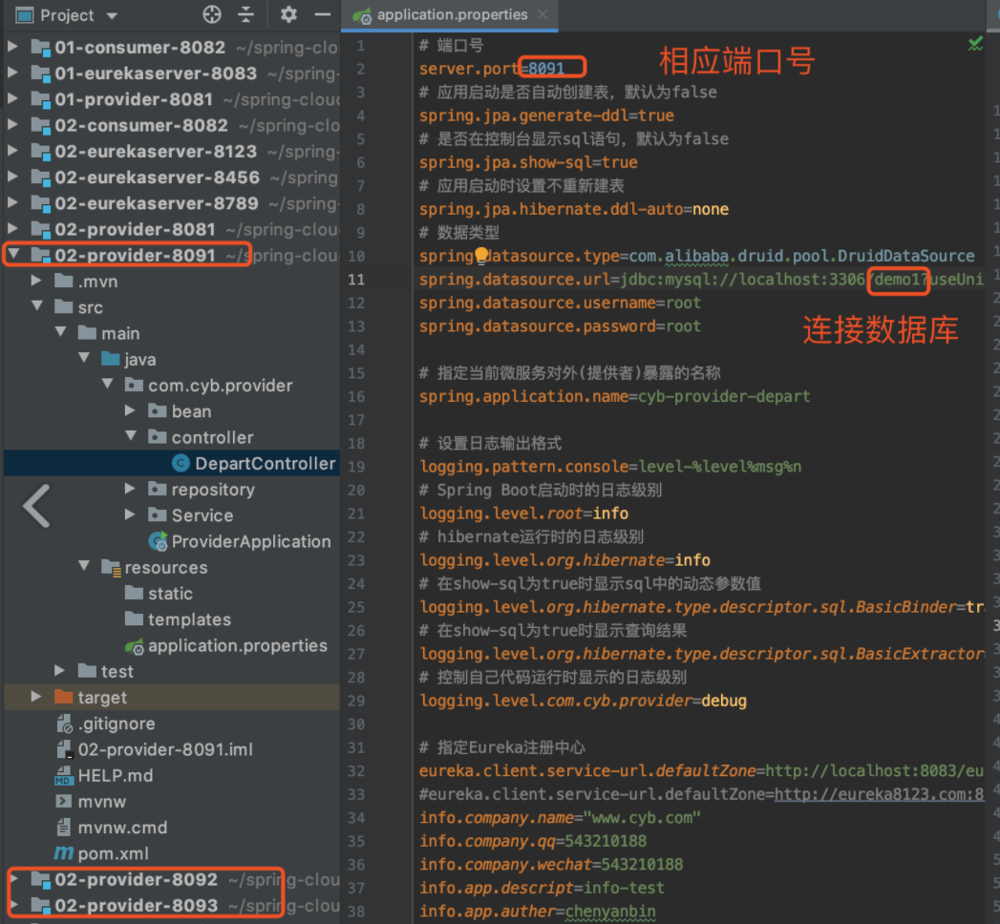 Project
application.properties
01-consumer-8082 ~/spring-clo
01-eurekaserver-8083 ~/spring-
01-provider-8081 ~/spring-cloud
02-consumer-8082 ~/spring-clo
02-eurekaserver-8123 ~/spring-
02-eurekaserver-8456 ~/spring
02-eurekaserver-8789 ~/spring
02-provider-8081 ~/spring-clou
02-provider-8091 ~/spring-clou
.mvn
src
main
java
com.cyb.provider
bean
controller
DepartController
repository
Service
ProviderApplication
resources
static
templates
application.properties
test
target
.gitignore
02-provider-8091.iml
HELP.md
mvnw
mvnw.cmd
pom.xml
02-provider-8092 ~/spring-clou
02-provider-8093 ~/spring-clou
1 # 端口号
2 server.port=8091
相应端口号
3 # 应用启动是否自动创建表，默认为false
4 spring.jpa.generate-ddl=true
5 # 是否在控制台显示sql语句，默认为false
6 spring.jpa.show-sql=true
7 # 应用启动时设置不重新建表
8 spring.jpa.hibernate.ddl-auto=none
9 # 数据类型
10 spring.datasource.type=com.alibaba.druid.pool.DruidDataSource
11 spring.datasource.url=jdbc:mysql://localhost:3306/demo1?useUni
12 spring.datasource.username=root
13 spring.datasource.password=root
连接数据库
14
15 # 指定当前微服务对外(提供者)暴露的名称
16 spring.application.name=cyb-provider-depart
17
18 # 设置日志输出格式
19 logging.pattern.console=level-%level%msg%n
20 # Spring Boot启动时的日志级别
21 logging.level.root=info
22 # hibernate运行时的日志级别
23 logging.level.org.hibernate=info
24 # 在show-sql为true时显示sql中的动态参数值
25 logging.level.org.hibernate.type.descriptor.sql.BasicBinder=tr
26 # 在show-sql为true时显示查询结果
27 logging.level.org.hibernate.type.descriptor.sql.BasicExtractor
28 # 控制自己代码运行时显示的日志级别
29 logging.level.com.cyb.provider=debug
30
31 # 指定Eureka注册中心
32 eureka.client.service-url.defaultZone=http://localhost:8083/eu
33 #eureka.client.service-url.defaultZone=http://eureka8123.com:8
34 info.company.name="www.cyb.com"
35 info.company.qq=543210188
36 info.company.wechat=543210188
37 info.app.descript=info-test
38 info.app.auther=chenyanbin